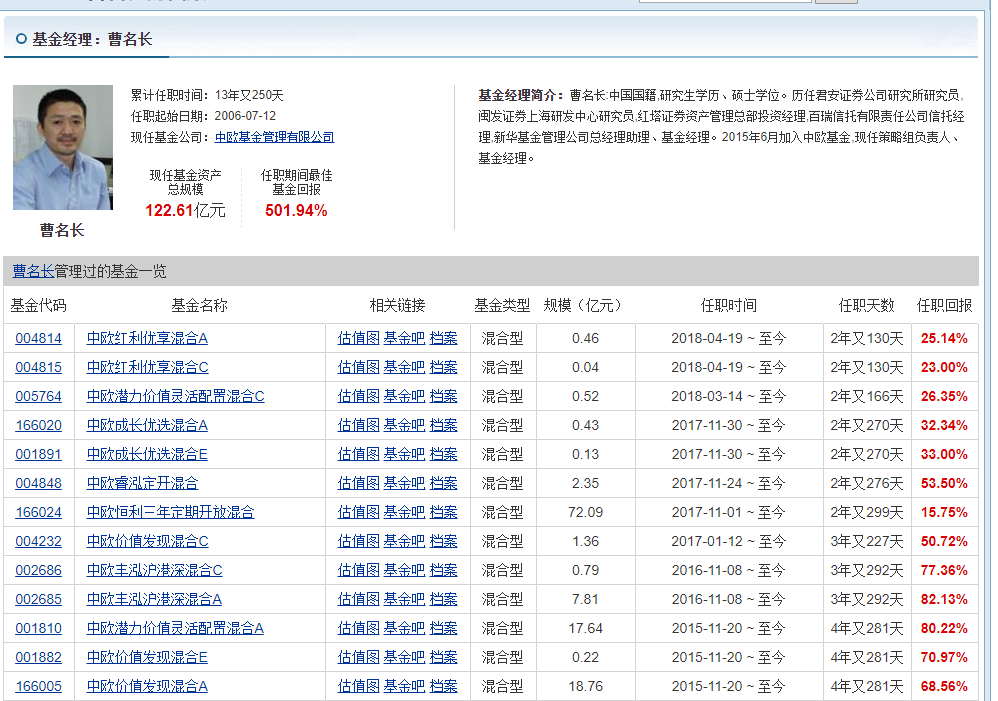 基金经理：曹名长
累计任职时间：13年又250天
任职起始日期：2006-07-12
现任基金公司：中欧基金管理有限公司
现任基金资产
总规模
122.61亿元
任职期间最佳
基金回报
501.94%
曹名长
基金经理简介：曹名长:中国国籍,研究生学历、硕士学位。历任君安证券公司研究所研究员,
闽发证券上海研发中心研究员,红塔证券资产管理总部投资经理,百瑞信托有限责任公司信托经
理,新华基金管理公司总经理助理、基金经理。2015年6月加入中欧基金,现任策略组负责人、
基金经理。
曹名长管理过的基金一览
基金代码 基金名称 相关链接 基金类型 规模（亿元） 任职时间 任职天数 任职回报
004814 中欧红利优享混合A 估值图 基金吧 档案 混合型 0.46 2018-04-19 ~ 至今 2年又130天 25.14%
004815 中欧红利优享混合C 估值图 基金吧 档案 混合型 0.04 2018-04-19 ~ 至今 2年又130天 23.00%
005764 中欧潜力价值灵活配置混合C 估值图 基金吧 档案 混合型 0.52 2018-03-14 ~ 至今 2年又166天 26.35%
166020 中欧成长优选混合A 估值图 基金吧 档案 混合型 0.43 2017-11-30 ~ 至今 2年又270天 32.34%
001891 中欧成长优选混合E 估值图 基金吧 档案 混合型 0.13 2017-11-30 ~ 至今 2年又270天 33.00%
004848 中欧睿泓定开混合 估值图 基金吧 档案 混合型 2.35 2017-11-24 ~ 至今 2年又276天 53.50%
166024 中欧恒利三年定期开放混合 估值图 基金吧 档案 混合型 72.09 2017-11-01 ~ 至今 2年又299天 15.75%
004232 中欧价值发现混合C 估值图 基金吧 档案 混合型 1.36 2017-01-12 ~ 至今 3年又227天 50.72%
002686 中欧丰泓沪港深混合C 估值图 基金吧 档案 混合型 0.79 2016-11-08 ~ 至今 3年又292天 77.36%
002685 中欧丰泓沪港深混合A 估值图 基金吧 档案 混合型 7.81 2016-11-08 ~ 至今 3年又292天 82.13%
001810 中欧潜力价值灵活配置混合A 估值图 基金吧 档案 混合型 17.64 2015-11-20 ~ 至今 4年又281天 80.22%
001882 中欧价值发现混合E 估值图 基金吧 档案 混合型 0.22 2015-11-20 ~ 至今 4年又281天 70.97%
166005 中欧价值发现混合A 估值图 基金吧 档案 混合型 18.76 2015-11-20 ~ 至今 4年又281天 68.56%